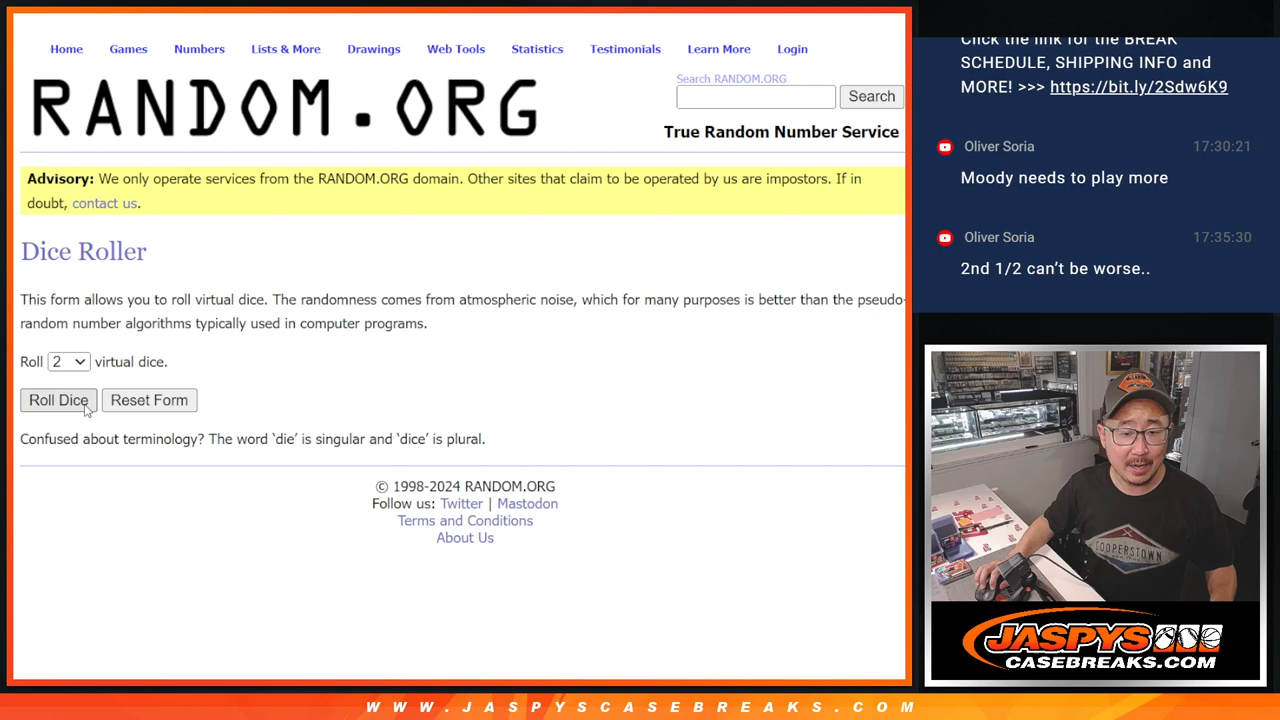 Home Games Numbers Lists & More Drawings Web Tools Statistics Testimonials Learn More Login
RANDOM.ORG
Search RANDOM.ORG
Search
True Random Number Service
Advisory: We only operate services from the RANDOM.ORG domain. Other sites that claim to be operated by us are impostors. If in
doubt, contact us.
Dice Roller
This form allows you to roll virtual dice. The randomness comes from atmospheric noise, which for many purposes is better than the pseudo-
random number algorithms typically used in computer programs.
Roll 2 virtual dice.
Roll Dice Reset Form
Confused about terminology? The word ‘die’ is singular and ‘dice’ is plural.
© 1998-2024 RANDOM.ORG
Follow us: Twitter | Mastodon
Terms and Conditions
About Us
Click the link for the BREAK
SCHEDULE, SHIPPING INFO and
MORE! >>> https://bit.ly/2Sdw6K9
Oliver Soria 17:30:21
Moody needs to play more
Oliver Soria 17:35:30
2nd 1/2 can’t be worse..
COOPERSTOWN
JASPYS
CASEBREAKS.COM
WWW.JASPYSCASEBREAKS.COM